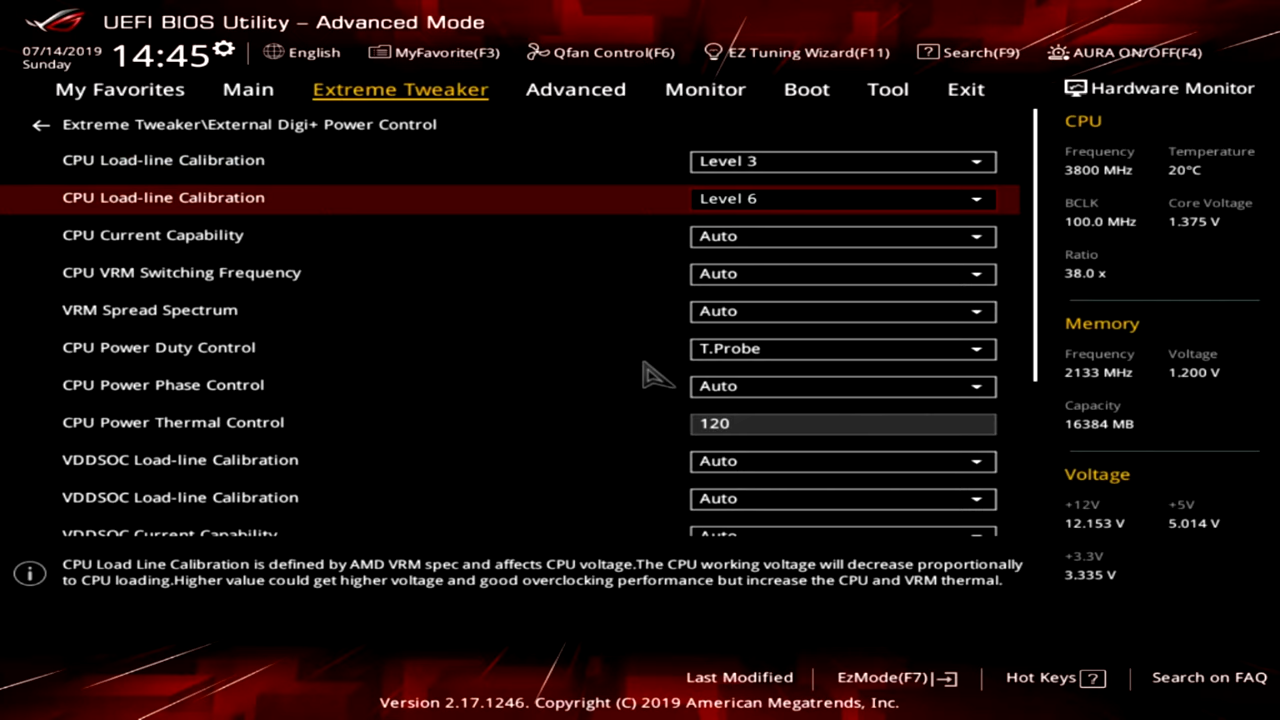 UEFI BIOS Utility – Advanced Mode
07/14/2019
Sunday
14:45
English
MyFavorite(F3)
Qfan Control(F6)
EZ Tuning Wizard(F11)
? Search(F9)
AURA ON/OFF(F4)
My Favorites
Main
Extreme Tweaker
Advanced
Monitor
Boot
Tool
Exit
Hardware Monitor
Extreme Tweaker\External Digi+ Power Control
CPU Load-line Calibration Level 3
CPU Load-line Calibration Level 6
CPU Current Capability Auto
CPU VRM Switching Frequency Auto
VRM Spread Spectrum Auto
CPU Power Duty Control T.Probe
CPU Power Phase Control Auto
CPU Power Thermal Control 120
VDDSOC Load-line Calibration Auto
VDDSOC Load-line Calibration Auto
VDDSOC Current Capability Auto
CPU
Frequency Temperature
3800 MHz 20°C
BCLK Core Voltage
100.0 MHz 1.375 V
Ratio
38.0 x
Memory
Frequency Voltage
2133 MHz 1.200 V
Capacity
16384 MB
Voltage
+12V +5V
12.153 V 5.014 V
+3.3V
3.335 V
i
CPU Load Line Calibration is defined by AMD VRM spec and affects CPU voltage.The CPU working voltage will decrease proportionally
to CPU loading.Higher value could get higher voltage and good overclocking performance but increase the CPU and VRM thermal.
Last Modified
EzMode(F7)
Hot Keys ?
Search on FAQ
Version 2.17.1246. Copyright (C) 2019 American Megatrends, Inc.